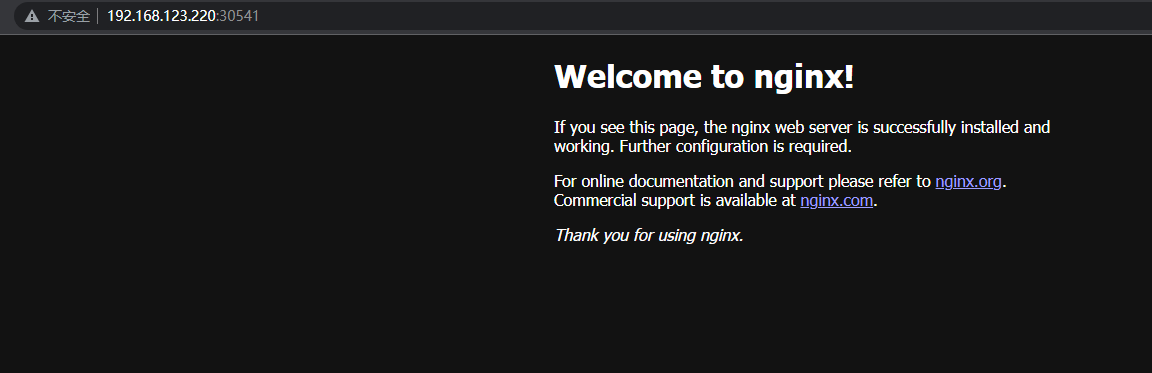 不安全 | 192.168.123.220:30541
Welcome to nginx!
If you see this page, the nginx web server is successfully installed and
working. Further configuration is required.
For online documentation and support please refer to nginx.org.
Commercial support is available at nginx.com.
Thank you for using nginx.